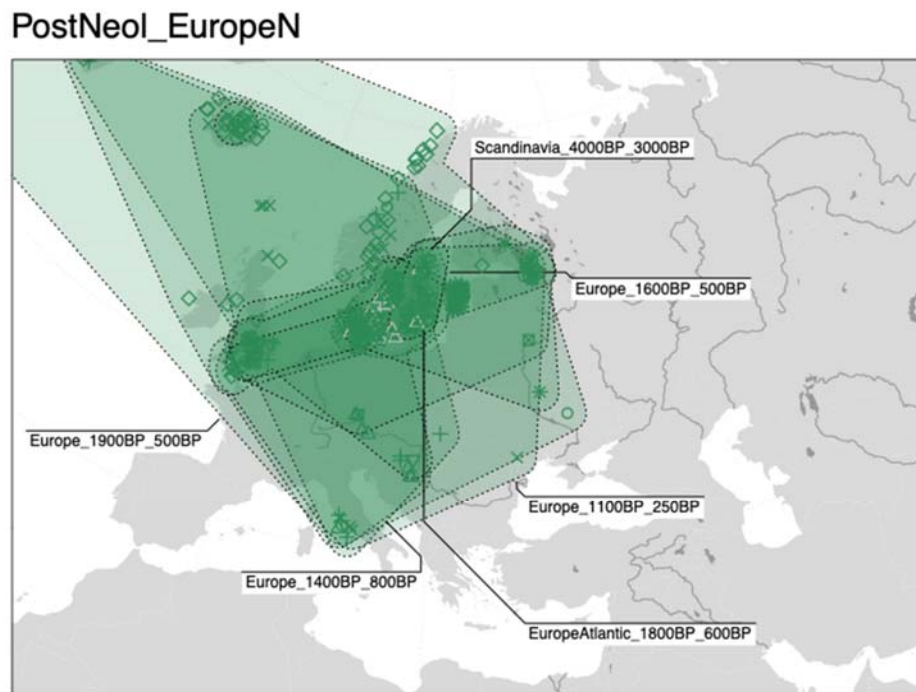 PostNeol_EuropeN
Scandinavia_4000BP_3000BP
Europe_1600BP_500BP
Europe_1900BP_500BP
Europe_1100BP_250BP
Europe_1400BP_800BP
EuropeAtlantic_1800BP_600BP